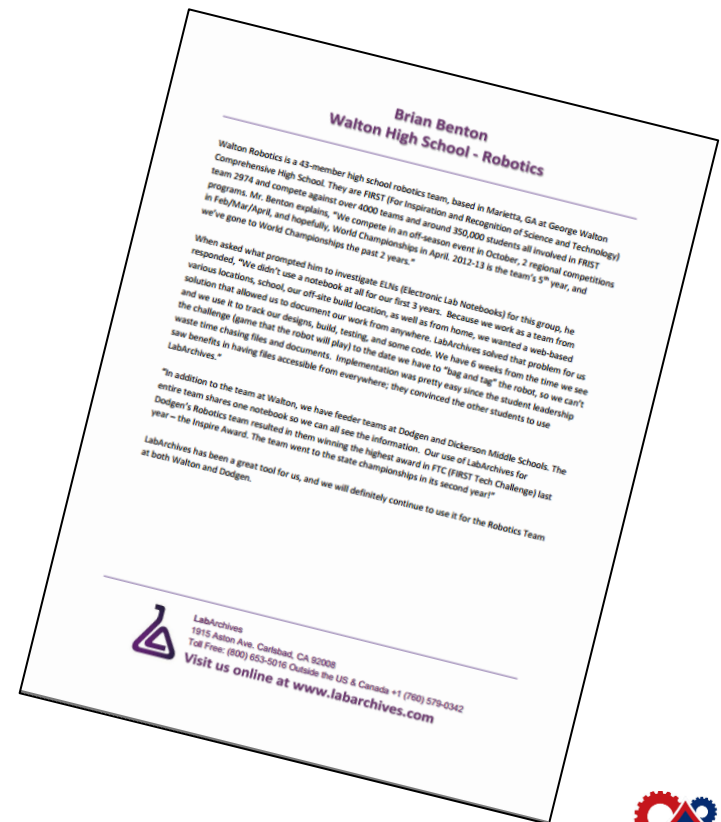 Brian Benton
Walton High School - Robotics
Walton Robotics is a 43-member high school robotics team, based in Marietta, GA at George Walton
Comprehensive High School. They are FIRST (For Inspiration and Recognition of Science and Technology)
team 2974 and compete against over 4000 teams and around 350,000 students all involved in FRIST
programs. Mr. Benton explains, "We compete in an off-season event in October, 2 regional competitions
in Feb/Mar/April, and hopefully, World Championships in April. 2012-13 is the team's 5th year, and
we've gone to World Championships the past 2 years."
When asked what prompted him to investigate ELNs (Electronic Lab Notebooks) for this group, he
responded, "We didn't use a notebook at all for our first 3 years. Because we work as a team from
various locations, school, our off-site build location, as well as from home, we wanted a web-based
solution that allowed us to document our work from anywhere. LabArchives solved that problem for us
and we use it to track our designs, build, testing, and some code. We have 6 weeks from the time we see
the challenge (game that the robot will play) to the date we have to "bag and tag" the robot, so we can't
waste time chasing files and documents. Implementation was pretty easy since the student leadership
saw benefits in having files accessible from everywhere; they convinced the other students to use
LabArchives."
"In addition to the team at Walton, we have feeder teams at Dodgen and Dickerson Middle Schools. The
entire team shares one notebook so we can all see the information. Our use of LabArchives for
Dodgen's Robotics team resulted in them winning the highest award in FTC (FIRST Tech Challenge) last
year – the Inspire Award. The team went to the state championships in its second year!"
LabArchives has been a great tool for us, and we will definitely continue to use it for the Robotics Team
at both Walton and Dodgen.
LabArchives
1915 Aston Ave. Carlsbad, CA 92008
Toll Free: (800) 653-5016 Outside the US & Canada +1 (760) 579-0342
Visit us online at www.labarchives.com